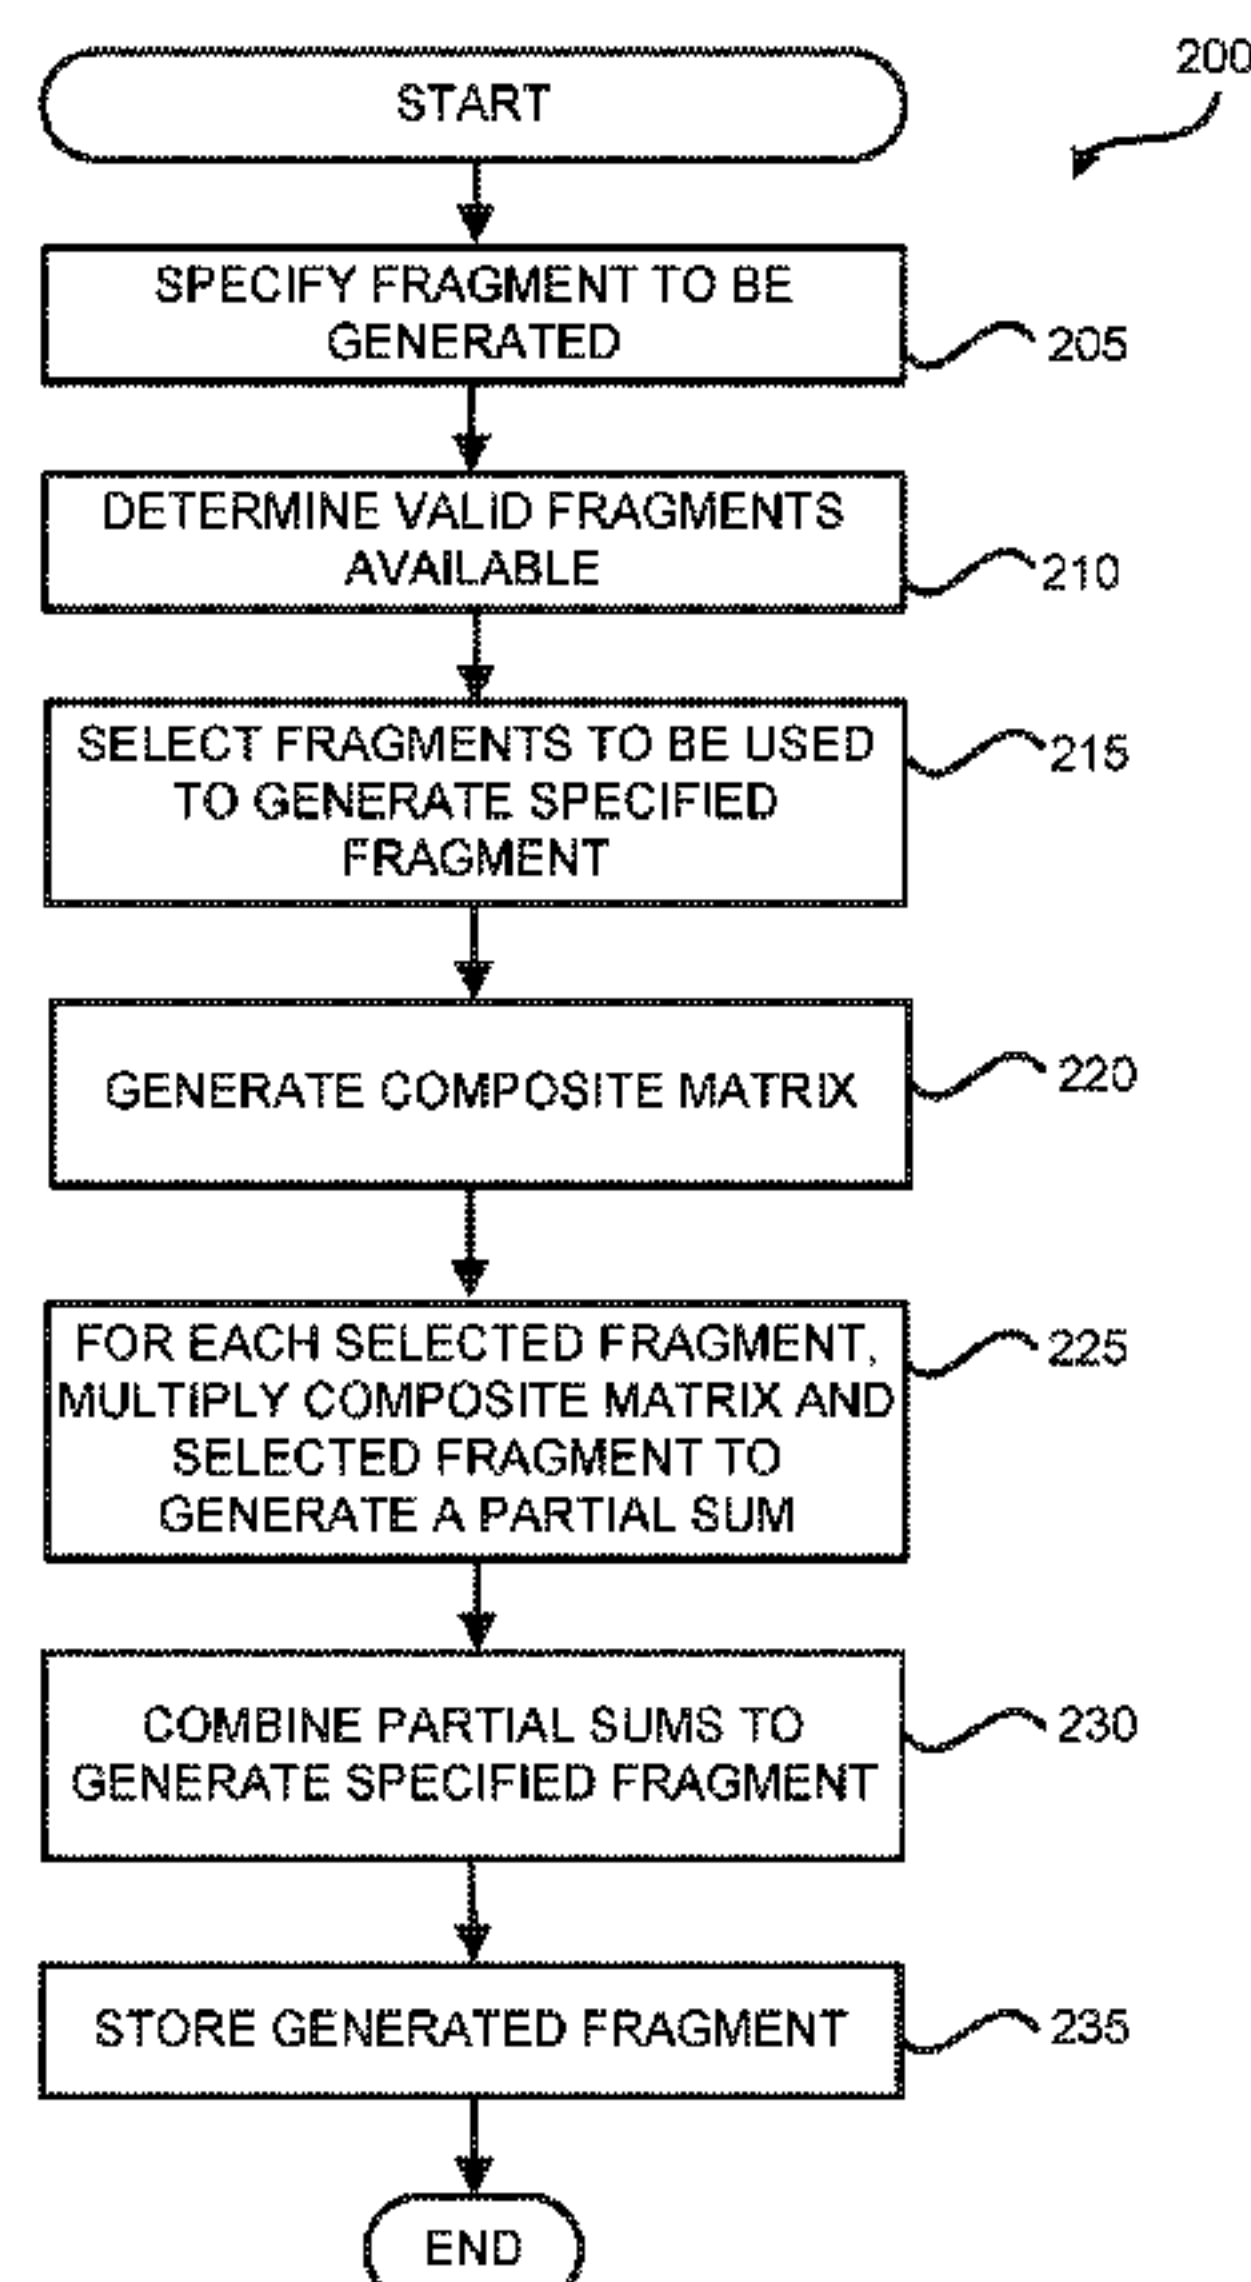 START
200
SPECIFY FRAGMENT TO BE
GENERATED
205
DETERMINE VALID FRAGMENTS
AVAILABLE
210
SELECT FRAGMENTS TO BE USED
TO GENERATE SPECIFIED
FRAGMENT
215
GENERATE COMPOSITE MATRIX
220
FOR EACH SELECTED FRAGMENT,
MULTIPLY COMPOSITE MATRIX AND
SELECTED FRAGMENT TO
GENERATE A PARTIAL SUM
225
COMBINE PARTIAL SUMS TO
GENERATE SPECIFIED FRAGMENT
230
STORE GENERATED FRAGMENT
235
END